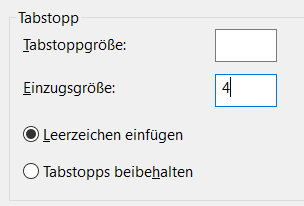 Tabstopp
Tabstoppgröße:
Einzugsgröße:
4
Leerzeichen einfügen
Tabstopps beibehalten